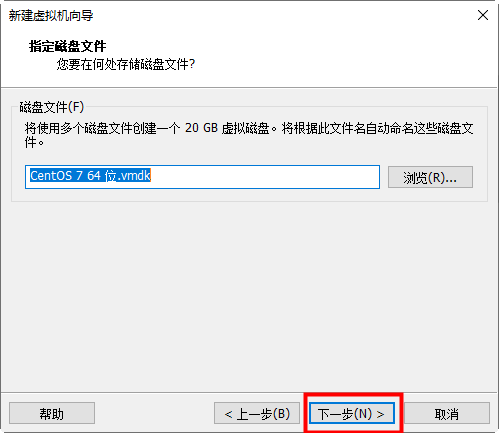 新建虚拟机向导
指定磁盘文件
您要在何处存储磁盘文件?
磁盘文件(F)
将使用多个磁盘文件创建一个 20 GB 虚拟磁盘。将根据此文件名自动命名这些磁盘文
件。
CentOS 7 64 位.vmdk
浏览(R)...
帮助
< 上一步(B)
下一步(N) >
取消